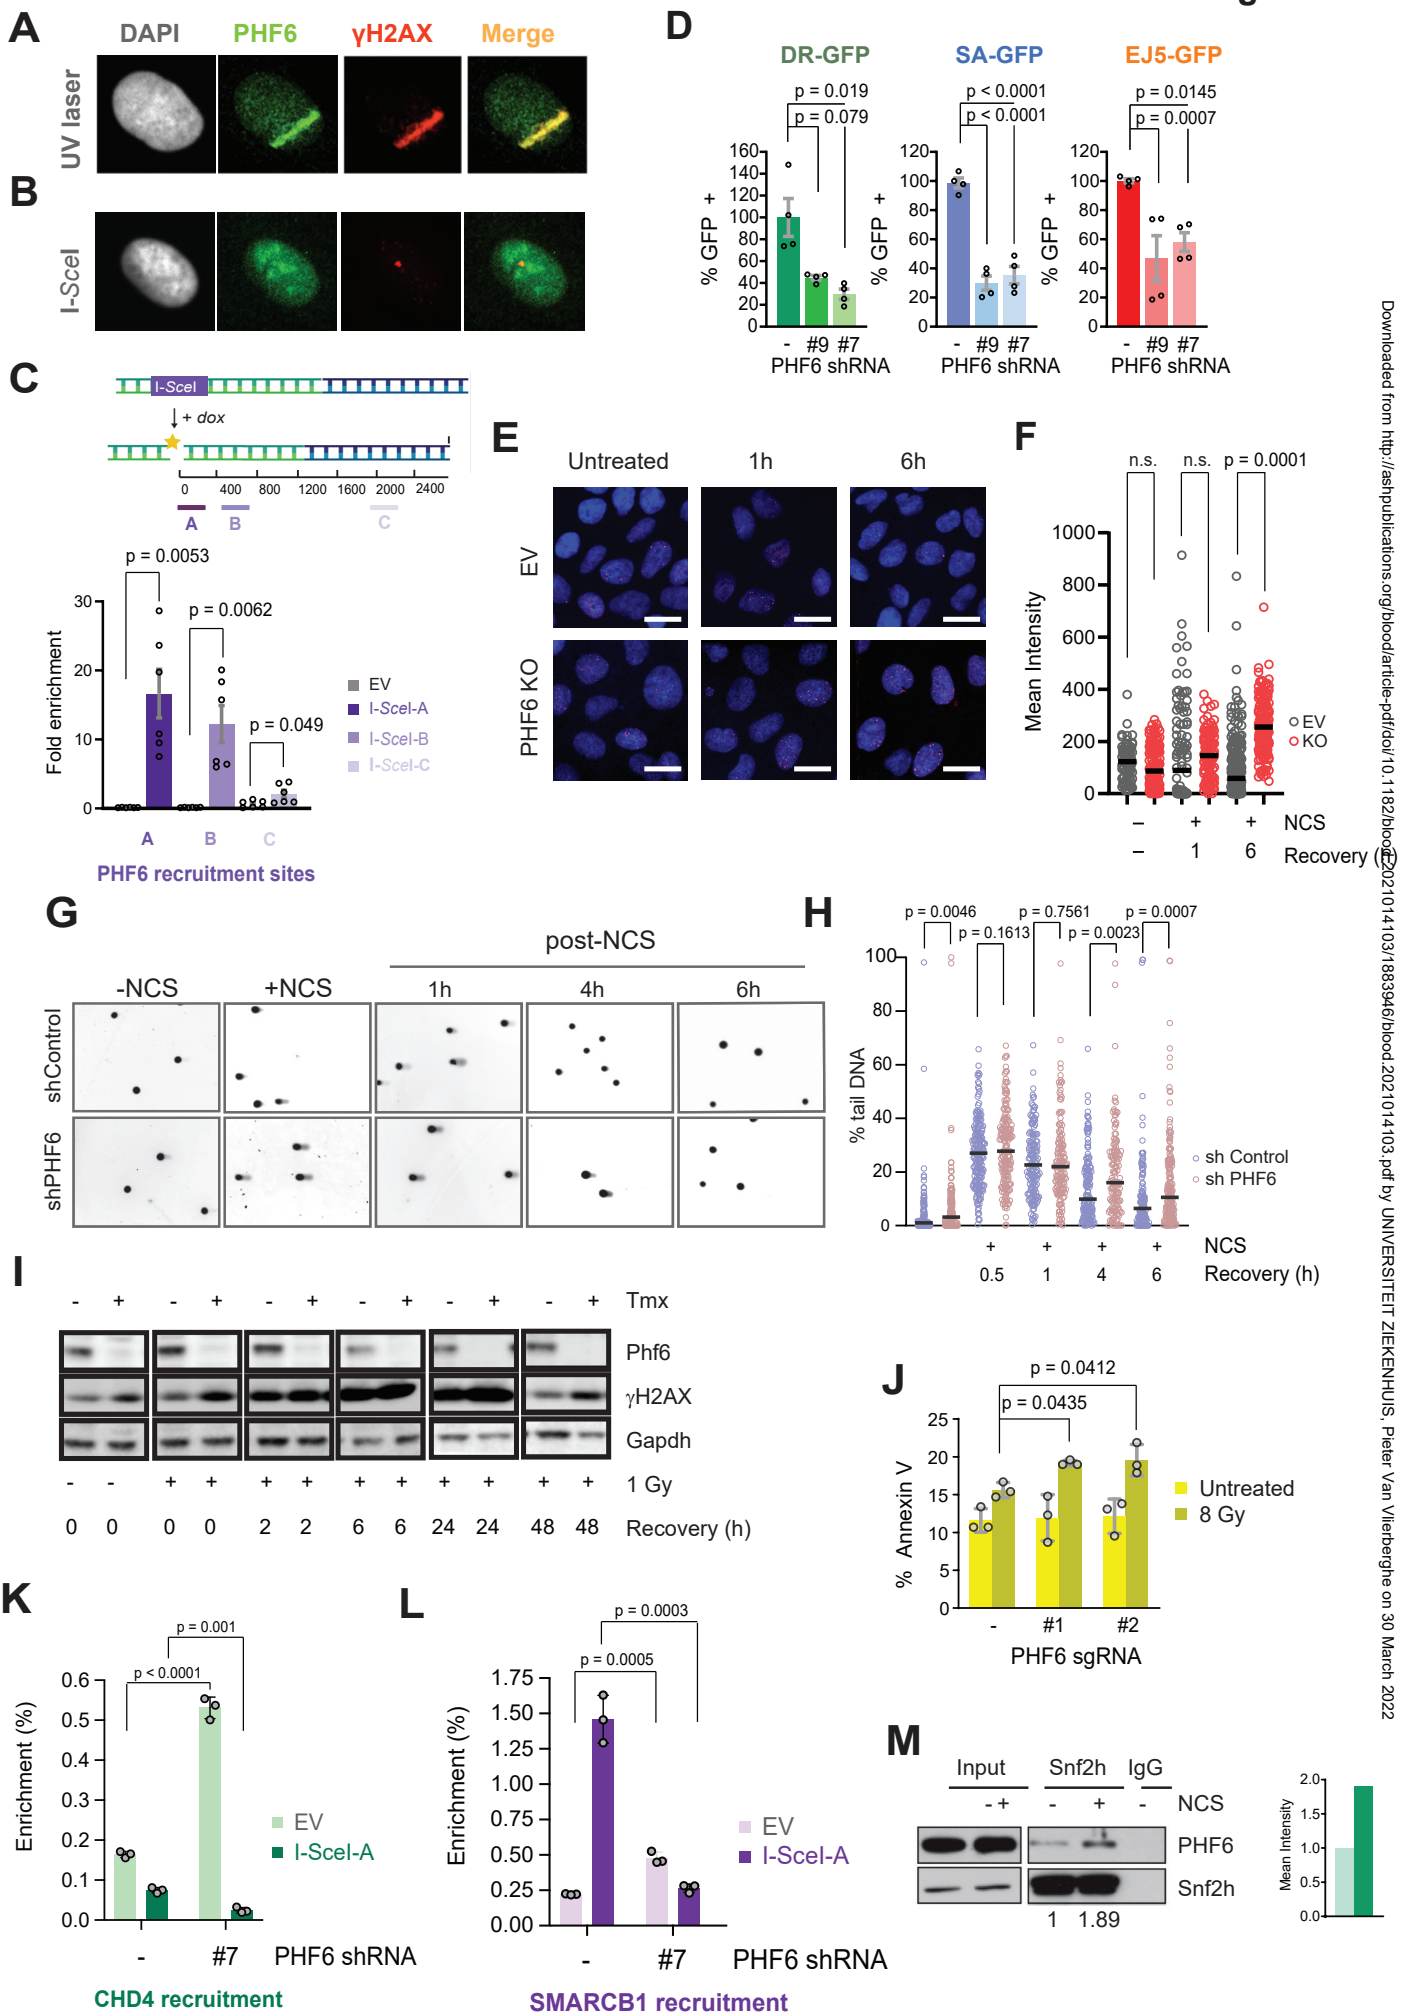 g
A
DAPI PHF6 γH2AX Merge
UV laser
B
I-SceI
C
I-SceI
+ dox
0 400 800 1200 1600 2000 2400
A B C
p = 0.0053
p = 0.0062
p = 0.049
Fold enrichment
30
20
10
0
EV
I-SceI-A
I-SceI-B
I-SceI-C
A B C
PHF6 recruitment sites
D
DR-GFP SA-GFP EJ5-GFP
p = 0.019 p < 0.0001 p = 0.0145
p = 0.079 p < 0.0001 p = 0.0007
% GFP +
160
140
120
100
80
60
40
20
0
- #9 #7
PHF6 shRNA
% GFP +
120
100
80
60
40
20
0
- #9 #7
PHF6 shRNA
% GFP +
120
100
80
60
40
20
0
- #9 #7
PHF6 shRNA
E
Untreated 1h 6h
EV
PHF6 KO
F
n.s. n.s. p = 0.0001
Mean Intensity
1000
800
600
400
200
0
EV
KO
– + + NCS
– 1 6 Recovery (h)
G
post-NCS
-NCS +NCS 1h 4h 6h
shControl
shPHF6
H
p = 0.0046 p = 0.7561 p = 0.0007
p = 0.1613 p = 0.0023
% tail DNA
100
80
60
40
20
0
sh Control
sh PHF6
+ + + + NCS
0.5 1 4 6 Recovery (h)
I
- + - + - + - + - + - + Tmx
Phf6
γH2AX
Gapdh
- - + + + + + + + + + + 1 Gy
0 0 0 0 2 2 6 6 24 24 48 48 Recovery (h)
J
p = 0.0412
p = 0.0435
% Annexin V
25
20
15
10
5
0
Untreated
8 Gy
- #1 #2
PHF6 sgRNA
K
p = 0.001
p < 0.0001
Enrichment (%)
0.6
0.5
0.4
0.3
0.2
0.1
0.0
EV
I-SceI-A
- #7 PHF6 shRNA
CHD4 recruitment
L
p = 0.0003
p = 0.0005
Enrichment (%)
1.75
1.50
1.25
1.00
0.75
0.50
0.25
0.00
EV
I-SceI-A
- #7 PHF6 shRNA
SMARCB1 recruitment
M
Input Snf2h IgG
- + - + - NCS
PHF6
Snf2h
1 1.89
Mean Intensity
2.0
1.5
1.0
0.5
0.0
Downloaded from http://ashpublications.org/blood/article-pdf/doi/10.1182/blood.2021014103/1883946/blood.2021014103.pdf by UNIVERSITEIT ZIEKENHUIS, Pieter Van Vlierberghe on 30 March 2022